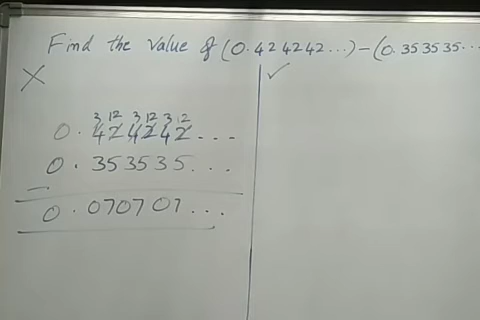 Find the value of (0.424242...)-(0.353535...
X ✓
3 12 3 12 3 12
0.424242...
0.353535...
-
0.070707...